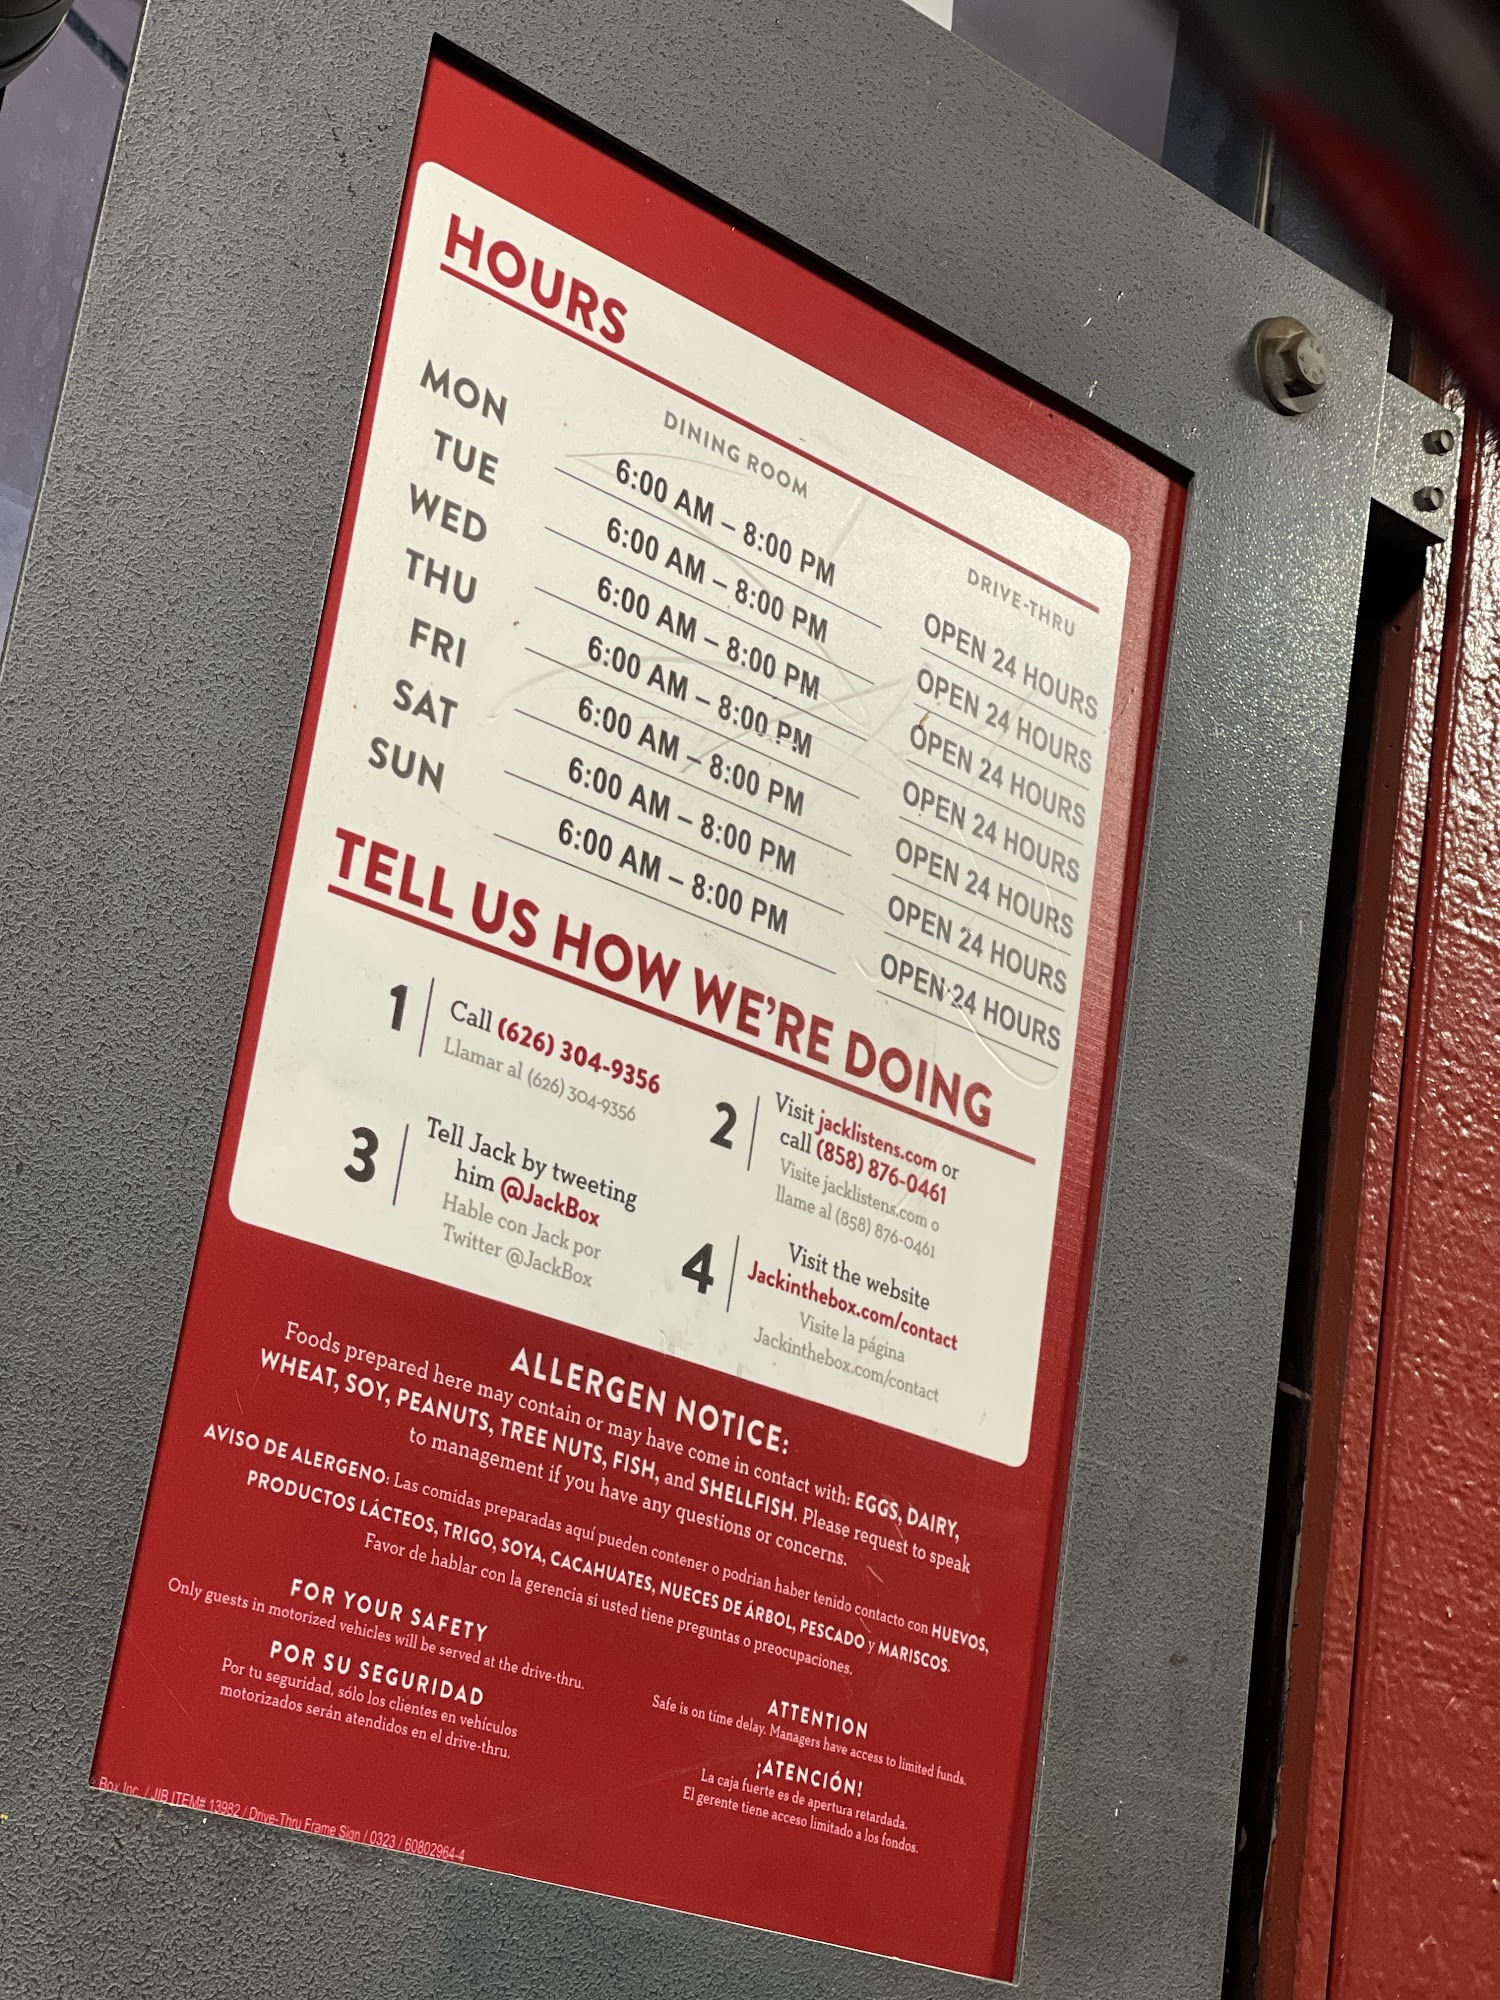 HOURS
DINING ROOM
DRIVE-THRU
MON 6:00 AM – 8:00 PM OPEN 24 HOURS
TUE 6:00 AM – 8:00 PM OPEN 24 HOURS
WED 6:00 AM – 8:00 PM OPEN 24 HOURS
THU 6:00 AM – 8:00 PM OPEN 24 HOURS
FRI 6:00 AM – 8:00 PM OPEN 24 HOURS
SAT 6:00 AM – 8:00 PM OPEN 24 HOURS
SUN 6:00 AM – 8:00 PM OPEN 24 HOURS
TELL US HOW WE'RE DOING
1
Call (626) 304-9356
Llamar al (626) 304-9356
2
Visit jacklistens.com or
call (858) 876-0461
Visite jacklistens.com o
llame al (858) 876-0461
3
Tell Jack by tweeting
him @JackBox
Hable con Jack por
Twitter @JackBox
4
Visit the website
Jackinthebox.com/contact
Visite la página
Jackinthebox.com/contact
ALLERGEN NOTICE:
Foods prepared here may contain or may have come in contact with: EGGS, DAIRY,
WHEAT, SOY, PEANUTS, TREE NUTS, FISH, and SHELLFISH. Please request to speak
to management if you have any questions or concerns.
AVISO DE ALERGENO: Las comidas preparadas aquí pueden contener o podrían haber tenido contacto con HUEVOS,
PRODUCTOS LÁCTEOS, TRIGO, SOYA, CACAHUATES, NUECES DE ÁRBOL, PESCADO y MARISCOS.
Favor de hablar con la gerencia si usted tiene preguntas o preocupaciones.
FOR YOUR SAFETY
Only guests in motorized vehicles will be served at the drive-thru.
POR SU SEGURIDAD
Por tu seguridad, sólo los clientes en vehículos
motorizados serán atendidos en el drive-thru.
ATTENTION
Safe is on time delay. Managers have access to limited funds.
¡ATENCIÓN!
La caja fuerte es de apertura retardada.
El gerente tiene acceso limitado a los fondos.
Box Inc. / JIB ITEM# 13982 / Drive-Thru Frame Sign / 0323 / 60802964-4